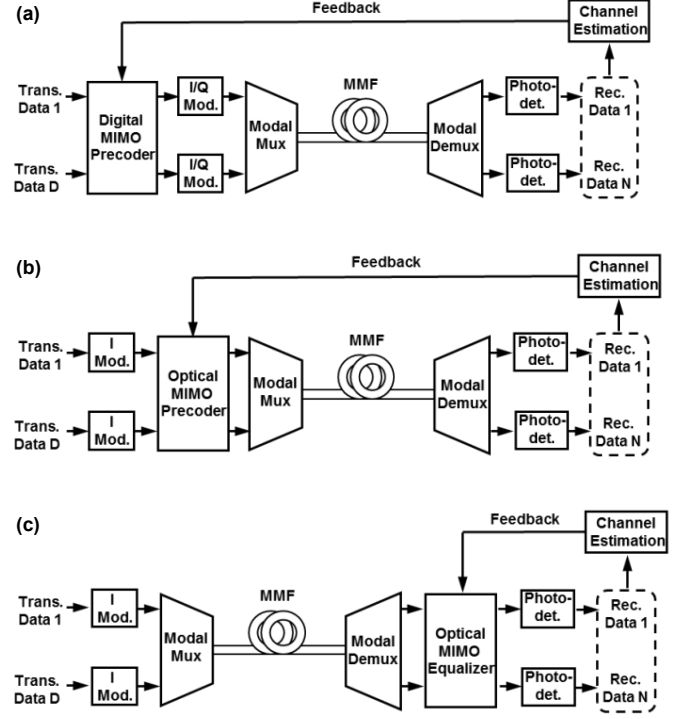 (a)
Feedback
Channel
Estimation
Trans.
Data 1
Trans.
Data D
Digital
MIMO
Precoder
I/Q
Mod.
I/Q
Mod.
Modal
Mux
MMF
Modal
Demux
Photo-
det.
Photo-
det.
Rec.
Data 1
Rec.
Data N
(b)
Feedback
Channel
Estimation
Trans.
Data 1
Trans.
Data D
I
Mod.
I
Mod.
Optical
MIMO
Precoder
Modal
Mux
MMF
Modal
Demux
Photo-
det.
Photo-
det.
Rec.
Data 1
Rec.
Data N
(c)
Feedback
Channel
Estimation
Trans.
Data 1
Trans.
Data D
I
Mod.
I
Mod.
Modal
Mux
MMF
Modal
Demux
Optical
MIMO
Equalizer
Photo-
det.
Photo-
det.
Rec.
Data 1
Rec.
Data N